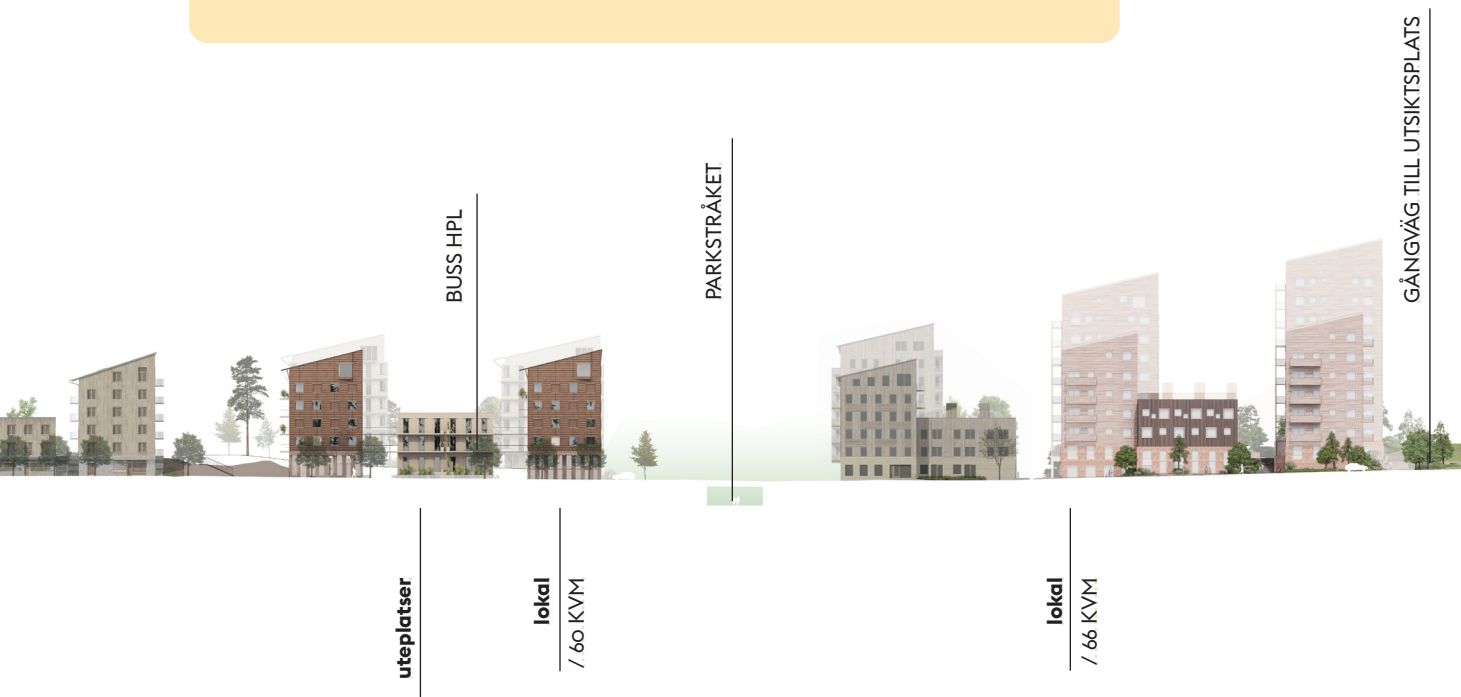 BUSS HPL
PARKSTRÅKET
GÅNGVÄG TILL UTSIKTSPLATS
uteplatser
lokal
/ 60 KVM
lokal
/ 66 KVM